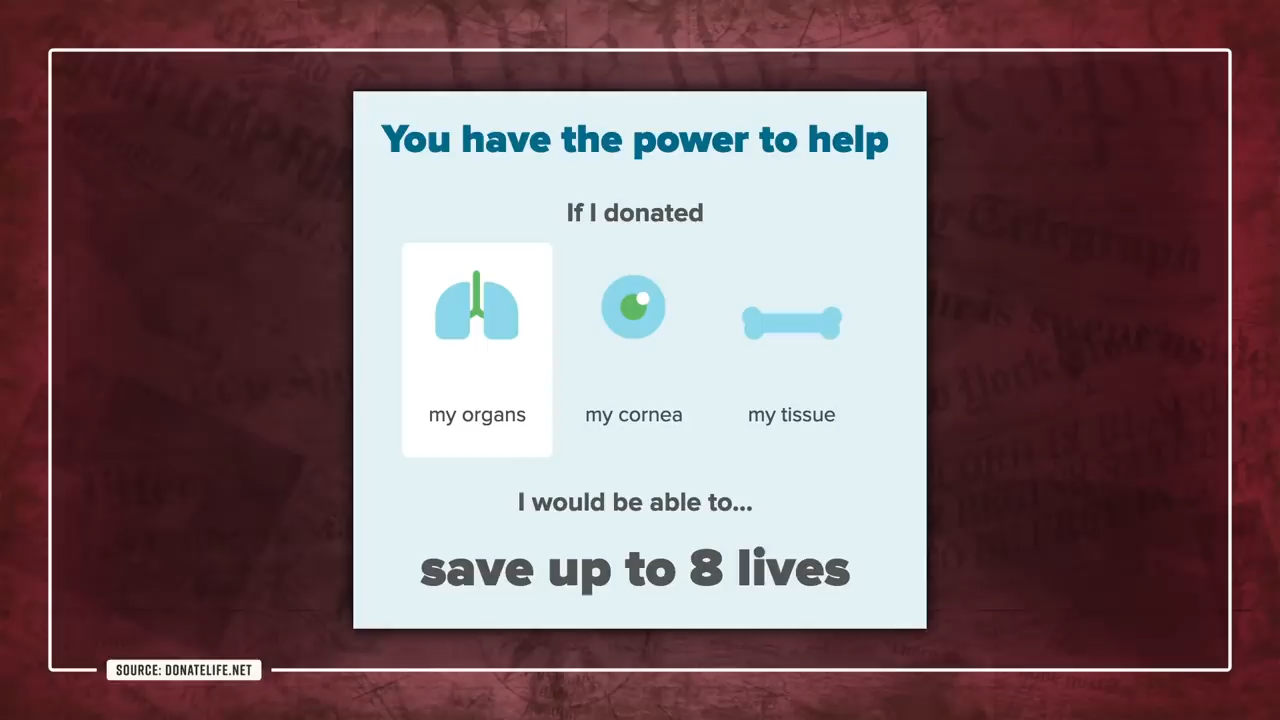 You have the power to help
If I donated
my organs
my cornea
my tissue
I would be able to...
save up to 8 lives
SOURCE: DONATELIFE.NET